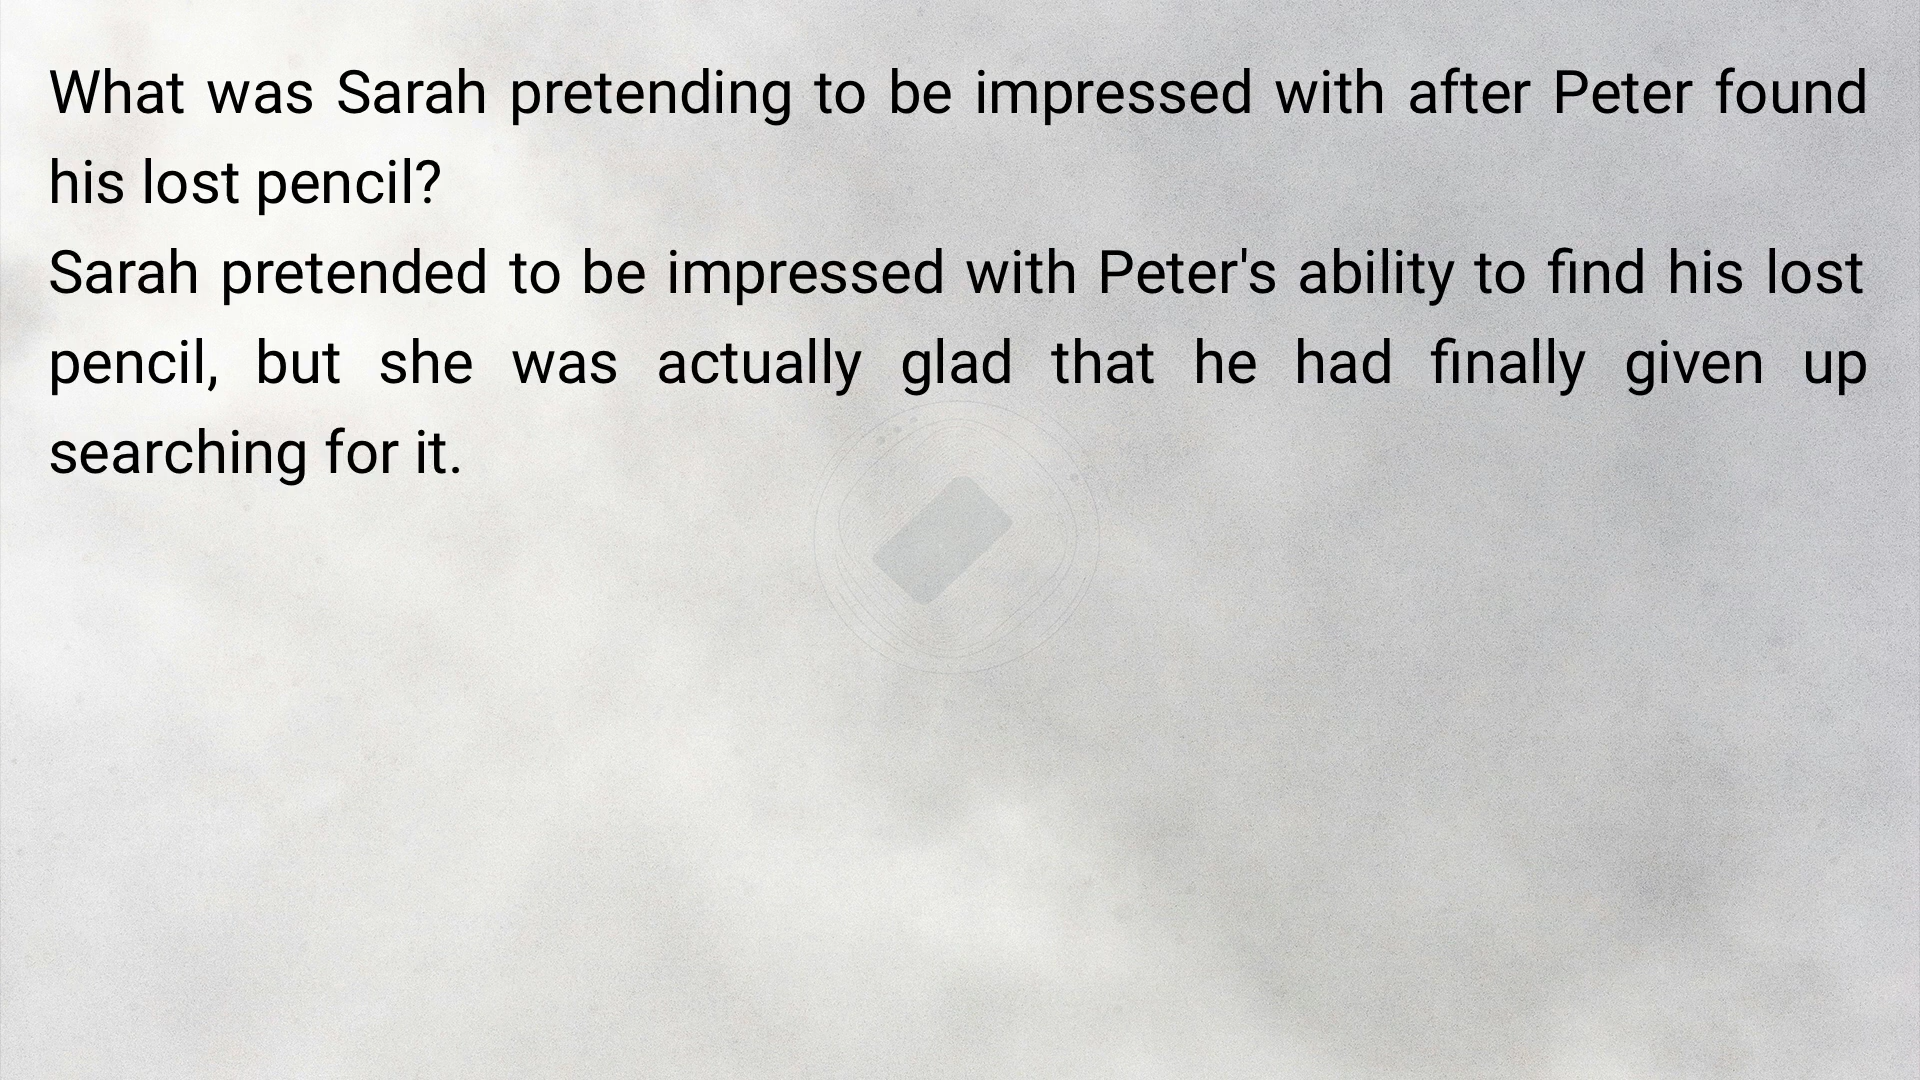 What was Sarah pretending to be impressed with after Peter found
his lost pencil?
Sarah pretended to be impressed with Peter's ability to find his lost
pencil, but she was actually glad that he had finally given up
searching for it.